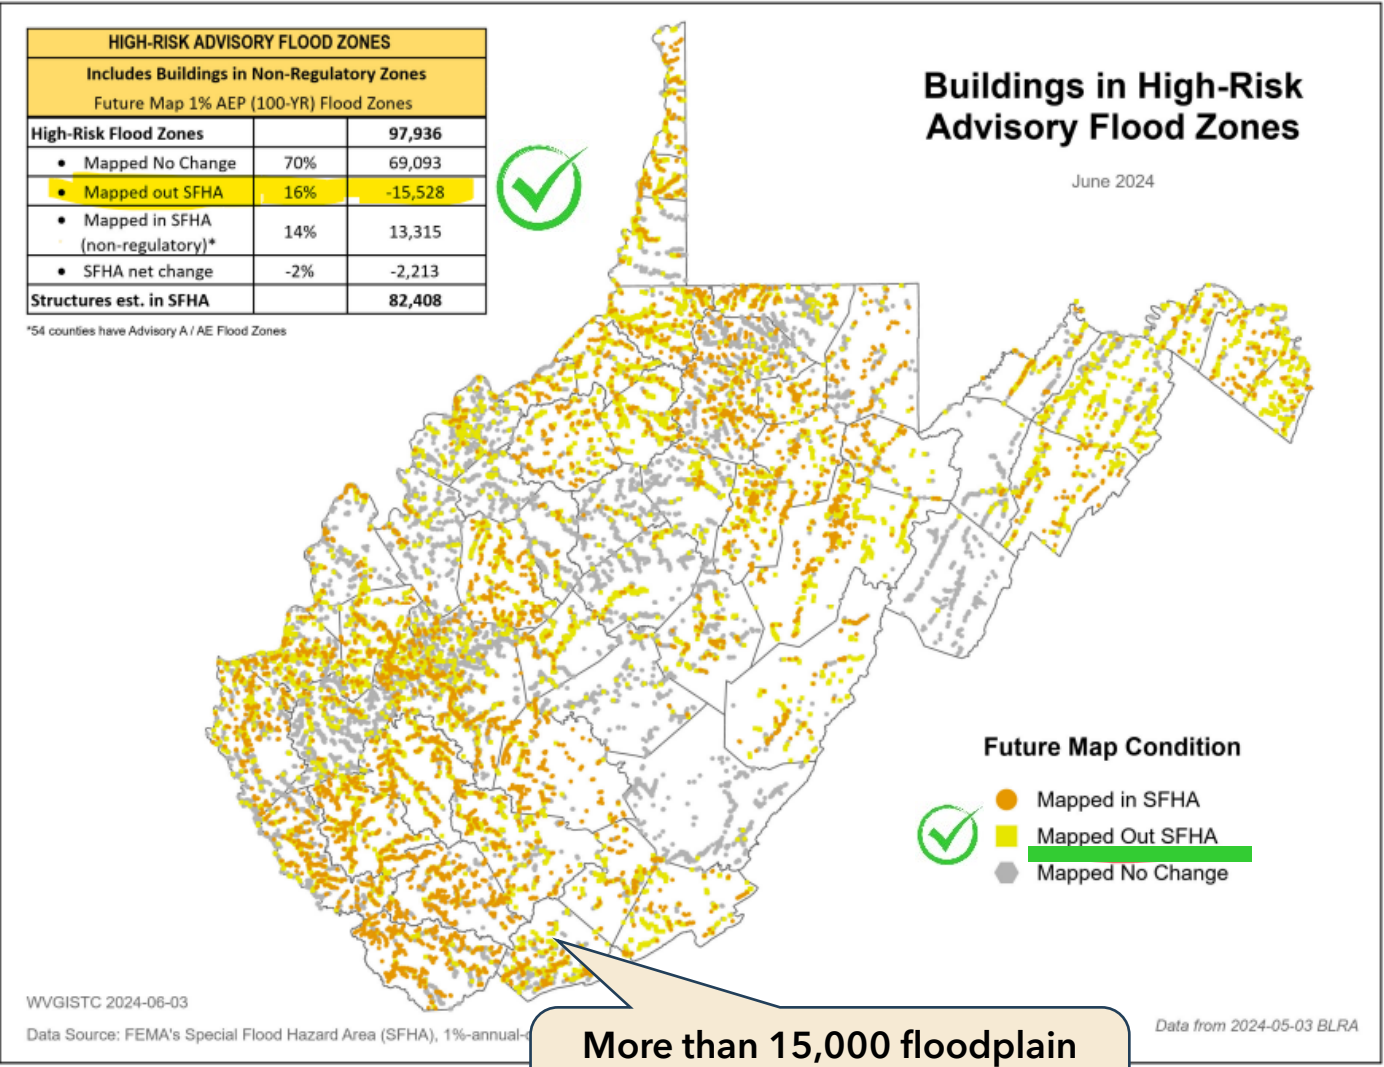 HIGH-RISK ADVISORY FLOOD ZONES
Includes Buildings in Non-Regulatory Zones
Future Map 1% AEP (100-YR) Flood Zones
High-Risk Flood Zones 97,936
• Mapped No Change 70% 69,093
• Mapped out SFHA 16% -15,528
• Mapped in SFHA
(non-regulatory)* 14% 13,315
• SFHA net change -2% -2,213
Structures est. in SFHA 82,408
*54 counties have Advisory A / AE Flood Zones
Buildings in High-Risk
Advisory Flood Zones
June 2024
Future Map Condition
Mapped in SFHA
Mapped Out SFHA
Mapped No Change
WVGISTC 2024-06-03
Data Source: FEMA's Special Flood Hazard Area (SFHA), 1%-annual-
Data from 2024-05-03 BLRA
More than 15,000 floodplain